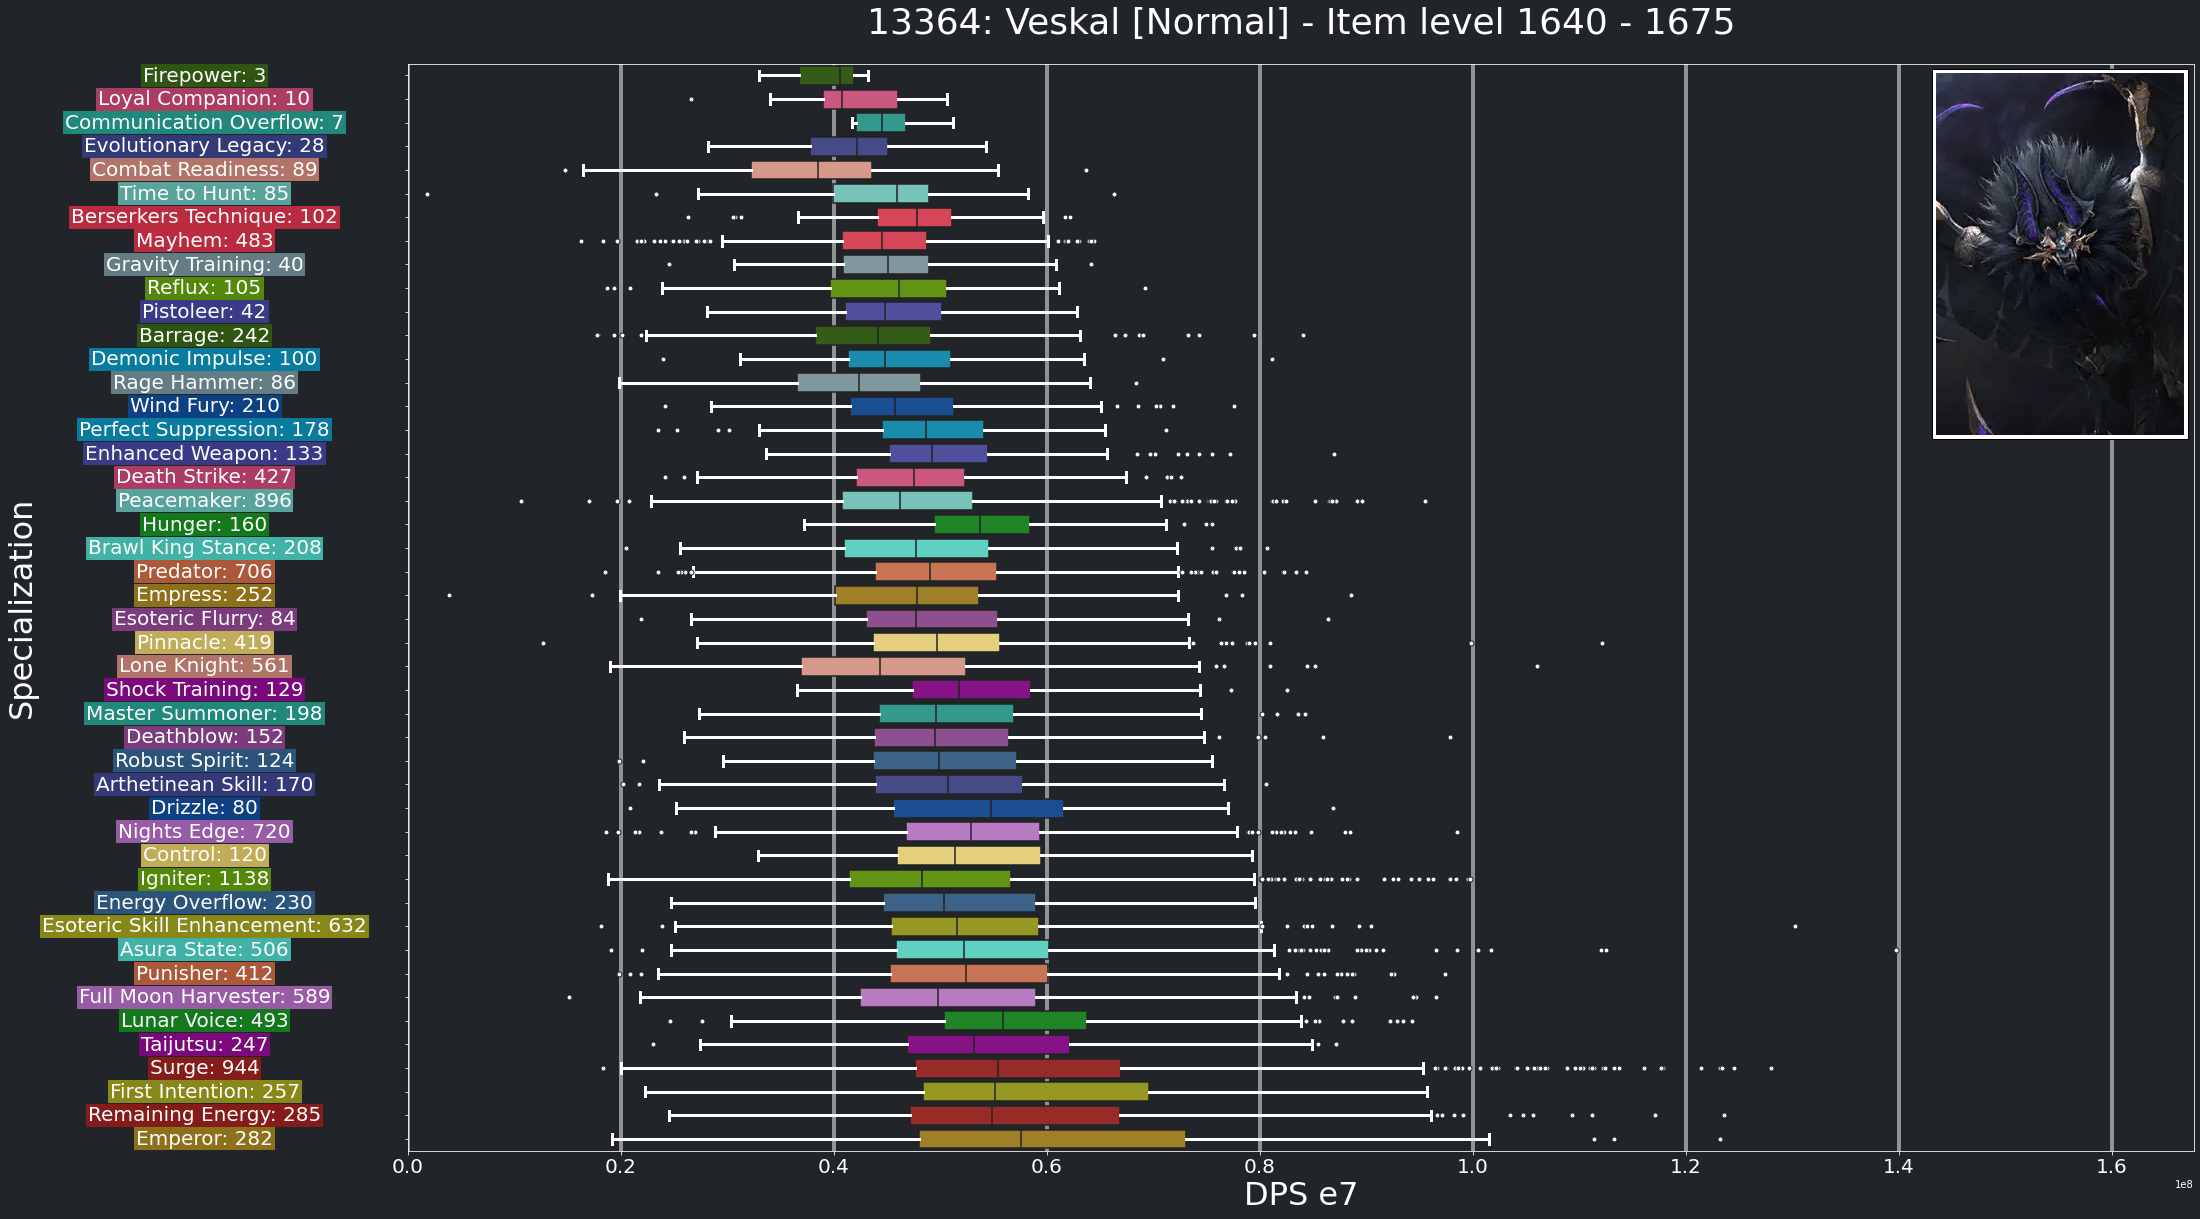 13364: Veskal [Normal] - Item level 1640 - 1675
Firepower: 3
Loyal Companion: 10
Communication Overflow: 7
Evolutionary Legacy: 28
Combat Readiness: 89
Time to Hunt: 85
Berserkers Technique: 102
Mayhem: 483
Gravity Training: 40
Reflux: 105
Pistoleer: 42
Barrage: 242
Demonic Impulse: 100
Rage Hammer: 86
Wind Fury: 210
Perfect Suppression: 178
Enhanced Weapon: 133
Death Strike: 427
Peacemaker: 896
Hunger: 160
Brawl King Stance: 208
Predator: 706
Empress: 252
Esoteric Flurry: 84
Pinnacle: 419
Lone Knight: 561
Shock Training: 129
Master Summoner: 198
Deathblow: 152
Robust Spirit: 124
Arthetinean Skill: 170
Drizzle: 80
Nights Edge: 720
Control: 120
Igniter: 1138
Energy Overflow: 230
Esoteric Skill Enhancement: 632
Asura State: 506
Punisher: 412
Full Moon Harvester: 589
Lunar Voice: 493
Taijutsu: 247
Surge: 944
First Intention: 257
Remaining Energy: 285
Emperor: 282
Specialization
0.0 0.2 0.4 0.6 0.8 1.0 1.2 1.4 1.6
DPS e7
1e8